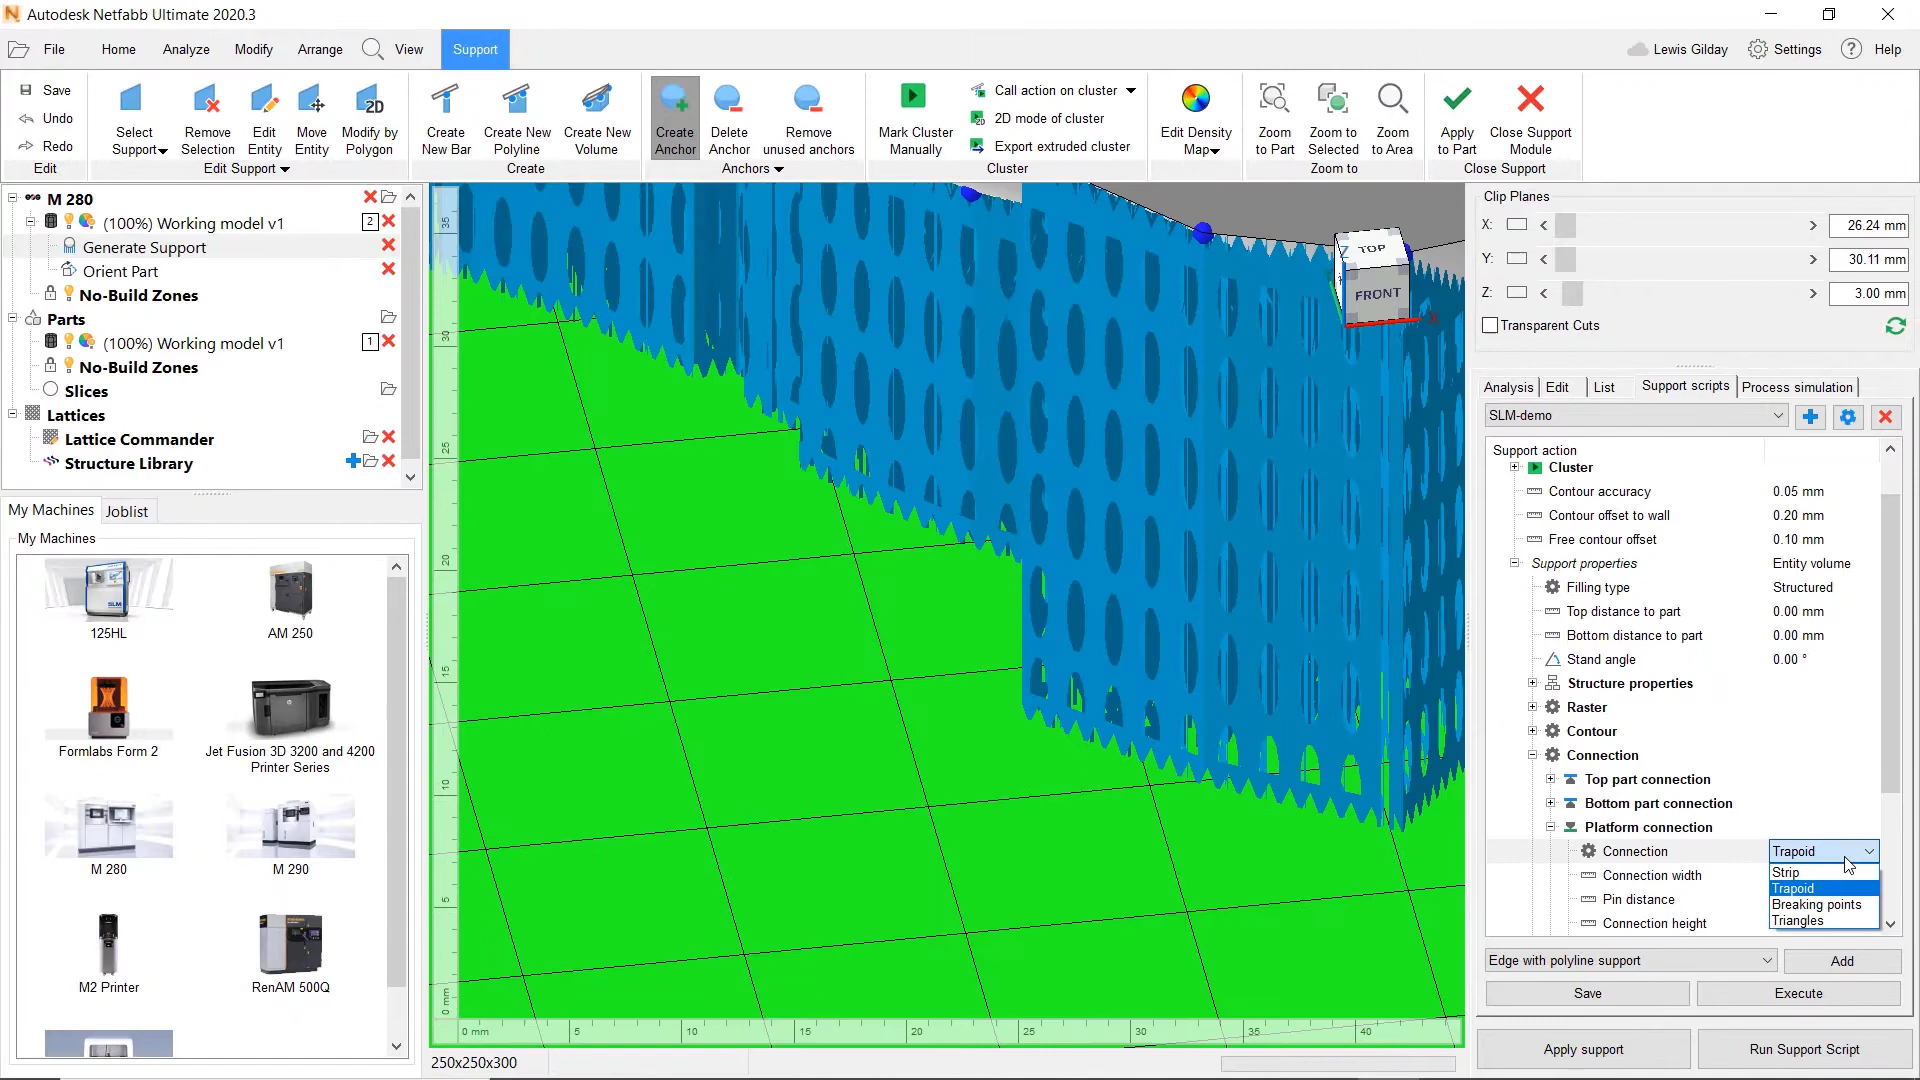 Autodesk Netfabb Ultimate 2020.3
File
Home
Analyze
Modify
Arrange
View
Support
Lewis Gilday
Settings
Help
Save
Undo
Redo
Edit
Select Support
Remove Selection
Edit Entity
Move Entity
2D
Modify by Polygon
Edit Support
Create New Bar
Create New Polyline
Create New Volume
Create
Create Anchor
Delete Anchor
Remove unused anchors
Anchors
Mark Cluster Manually
Call action on cluster
2D mode of cluster
Export extruded cluster
Cluster
Edit Density Map
Zoom to Part
Zoom to Selected
Zoom to Area
Zoom to
Apply to Part
Close Support Module
Close Support
M 280
(100%) Working model v1
2
Generate Support
Orient Part
No-Build Zones
Parts
(100%) Working model v1
1
No-Build Zones
Slices
Lattices
Lattice Commander
Structure Library
My Machines
Joblist
My Machines
SLM
125HL
AM 250
Formlabs Form 2
Jet Fusion 3D 3200 and 4200 Printer Series
M 280
M 290
M2 Printer
RenAM 500Q
35
30
25
20
15
10
5
0 mm
0 mm
5
10
15
20
25
30
35
40
TOP
FRONT
Z
X
250x250x300
Clip Planes
X:
26.24 mm
Y:
30.11 mm
Z:
3.00 mm
Transparent Cuts
Analysis
Edit
List
Support scripts
Process simulation
SLM-demo
Support action
Cluster
Contour accuracy 0.05 mm
Contour offset to wall 0.20 mm
Free contour offset 0.10 mm
Support properties Entity volume
Filling type Structured
Top distance to part 0.00 mm
Bottom distance to part 0.00 mm
Stand angle 0.00 °
Structure properties
Raster
Contour
Connection
Top part connection
Bottom part connection
Platform connection
Connection Trapoid
Connection width
Pin distance
Connection height
Strip
Trapoid
Breaking points
Triangles
Edge with polyline support
Add
Save
Execute
Apply support
Run Support Script